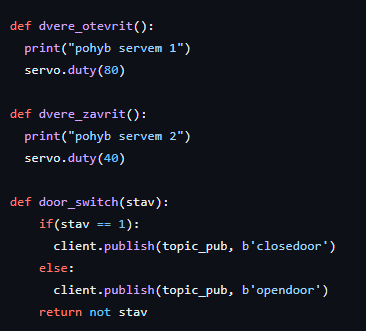 def dvere_otevrit():
  print("pohyb servem 1")
  servo.duty(80)

def dvere_zavrit():
  print("pohyb servem 2")
  servo.duty(40)

def door_switch(stav):
    if(stav == 1):
      client.publish(topic_pub, b'closedoor')
    else:
      client.publish(topic_pub, b'opendoor')
    return not stav